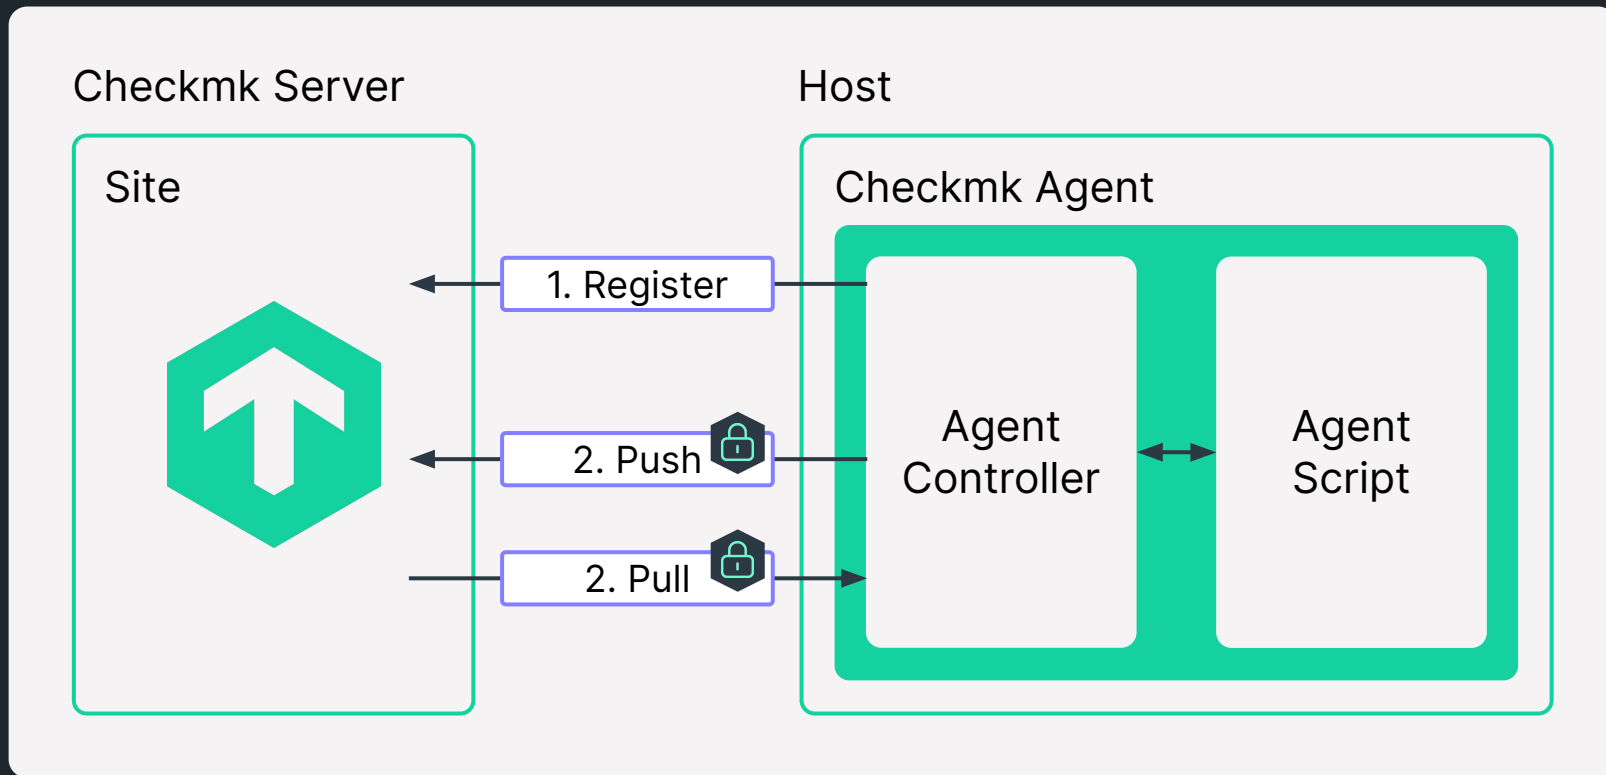 Checkmk Server
Host
Site
Checkmk Agent
1. Register
2. Push
2. Pull
Agent
Controller
Agent
Script